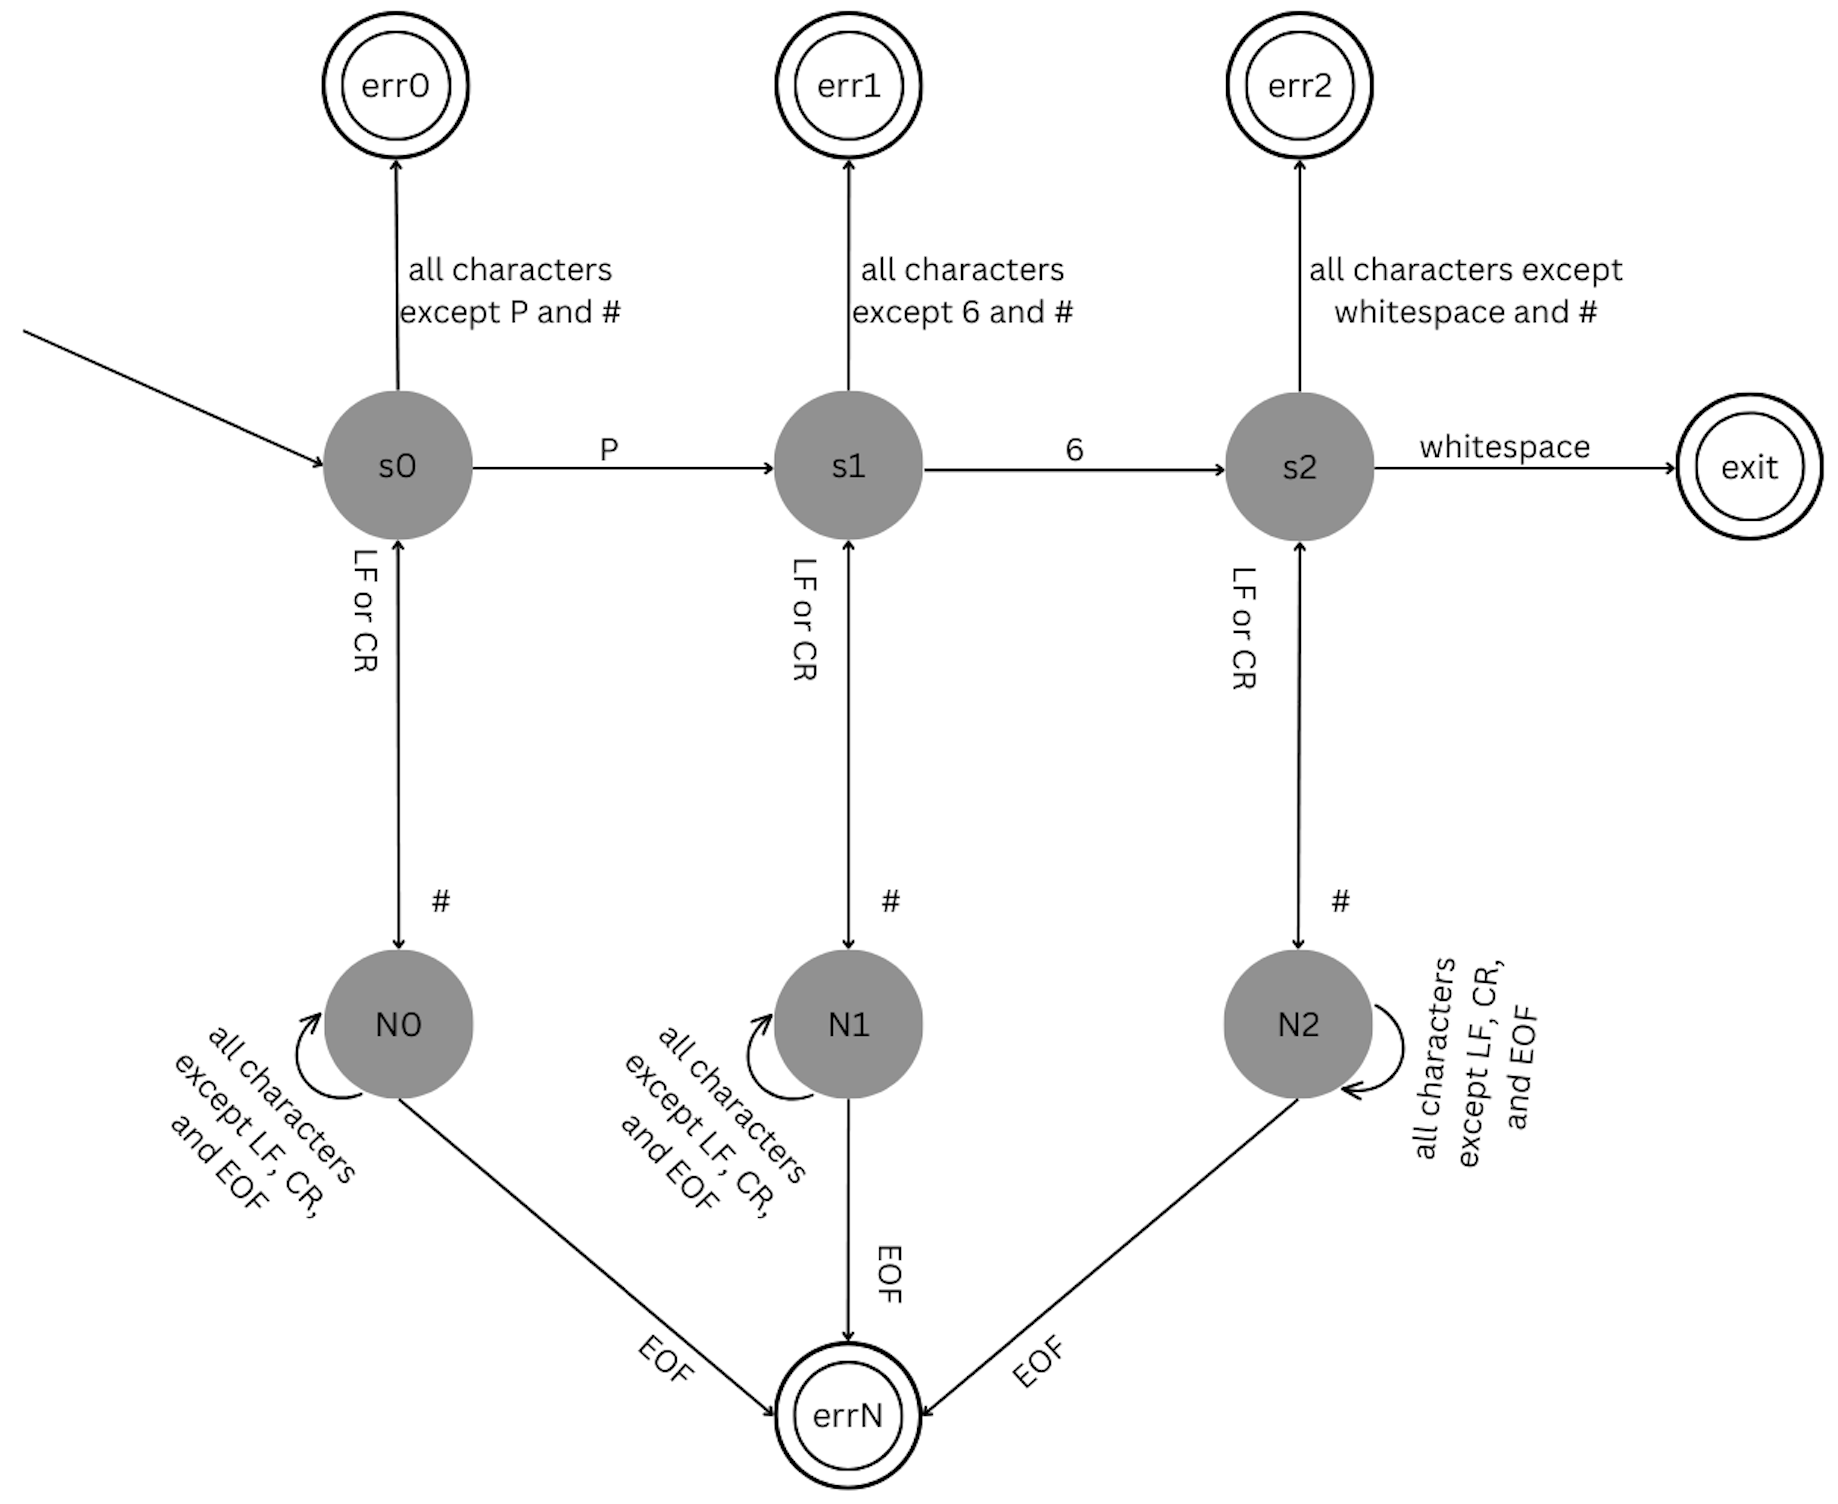 err0
err1
err2
all characters
except P and #
all characters
except 6 and #
all characters except
whitespace and #
s0
P
s1
6
s2
whitespace
exit
LF or CR
LF or CR
LF or CR
#
#
#
N0
N1
N2
all characters
except LF, CR,
and EOF
all characters
except LF, CR,
and EOF
all characters
except LF, CR,
and EOF
EOF
EOF
EOF
errN